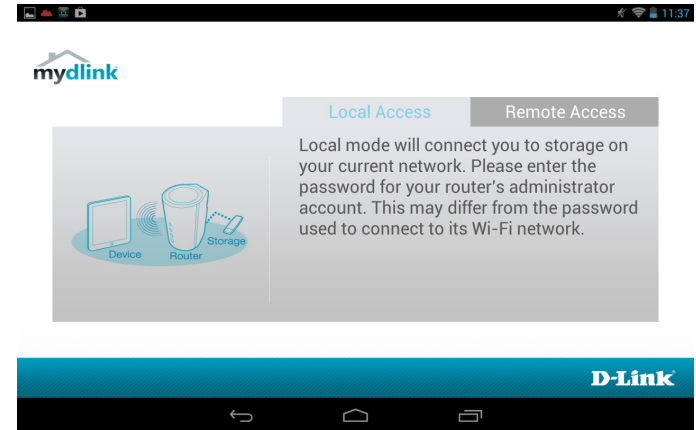 11:37
mydlink
Local Access
Remote Access
Local mode will connect you to storage on
your current network. Please enter the
password for your router's administrator
account. This may differ from the password
used to connect to its Wi-Fi network.
Storage
Device
Router
D-Link